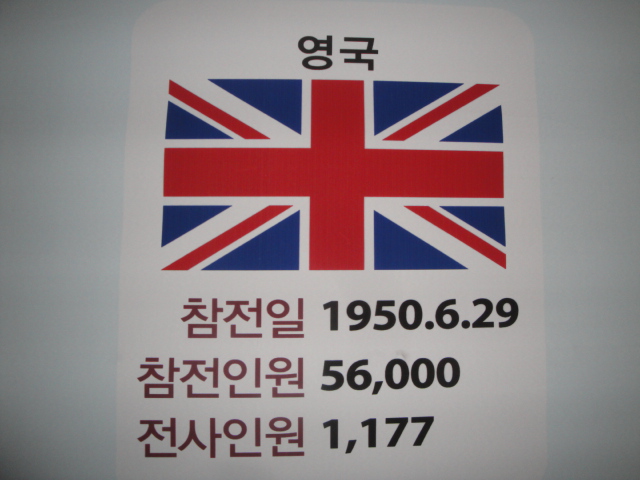 영국
참전일 1950.6.29
참전인원 56,000
전사인원 1,177